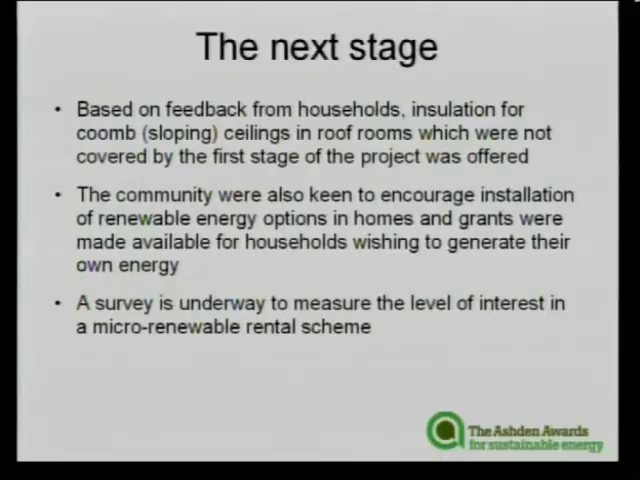 The next stage
• Based on feedback from households, insulation for
coomb (sloping) ceilings in roof rooms which were not
covered by the first stage of the project was offered
• The community were also keen to encourage installation
of renewable energy options in homes and grants were
made available for households wishing to generate their
own energy
• A survey is underway to measure the level of interest in
a micro-renewable rental scheme
The Ashden Awards
for sustainable energy